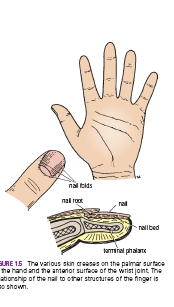 nail folds
nail root
nail
nail bed
terminal phalanx
GURE 1.5 The various skin creases on the palmar surface
the hand and the anterior surface of the wrist joint. The
ationship of the nail to other structures of the finger is
so shown.